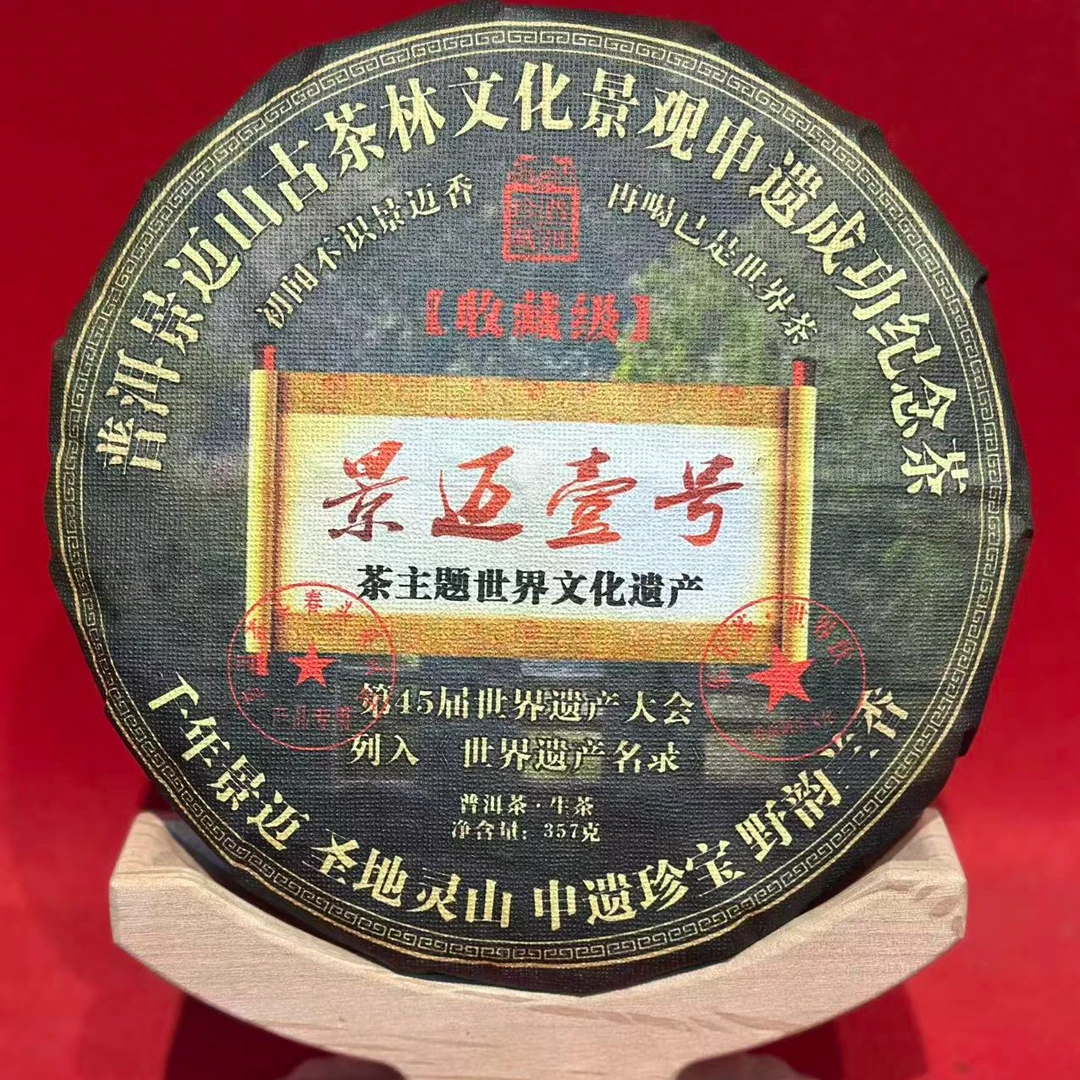 普洱景迈山古茶林文化景观申遗成功纪念茶
初闻不识景迈香 再喝已是世界茶
【收藏级】
景迈壹号
茶主题世界文化遗产
第45届世界遗产大会
列入《世界遗产名录》
普洱茶·生茶
净含量：357克
千年景迈 圣地灵山 申遗珍宝 野韵兰香